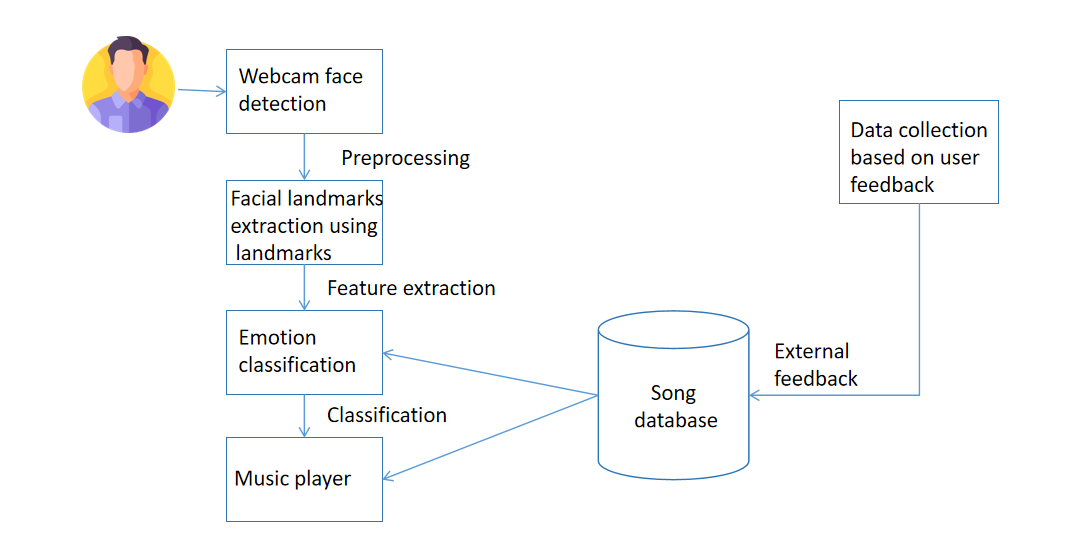 Webcam face
detection
Preprocessing
Facial landmarks
extraction using
landmarks
Feature extraction
Emotion
classification
Classification
Music player
Song
database
External
feedback
Data collection
based on user
feedback